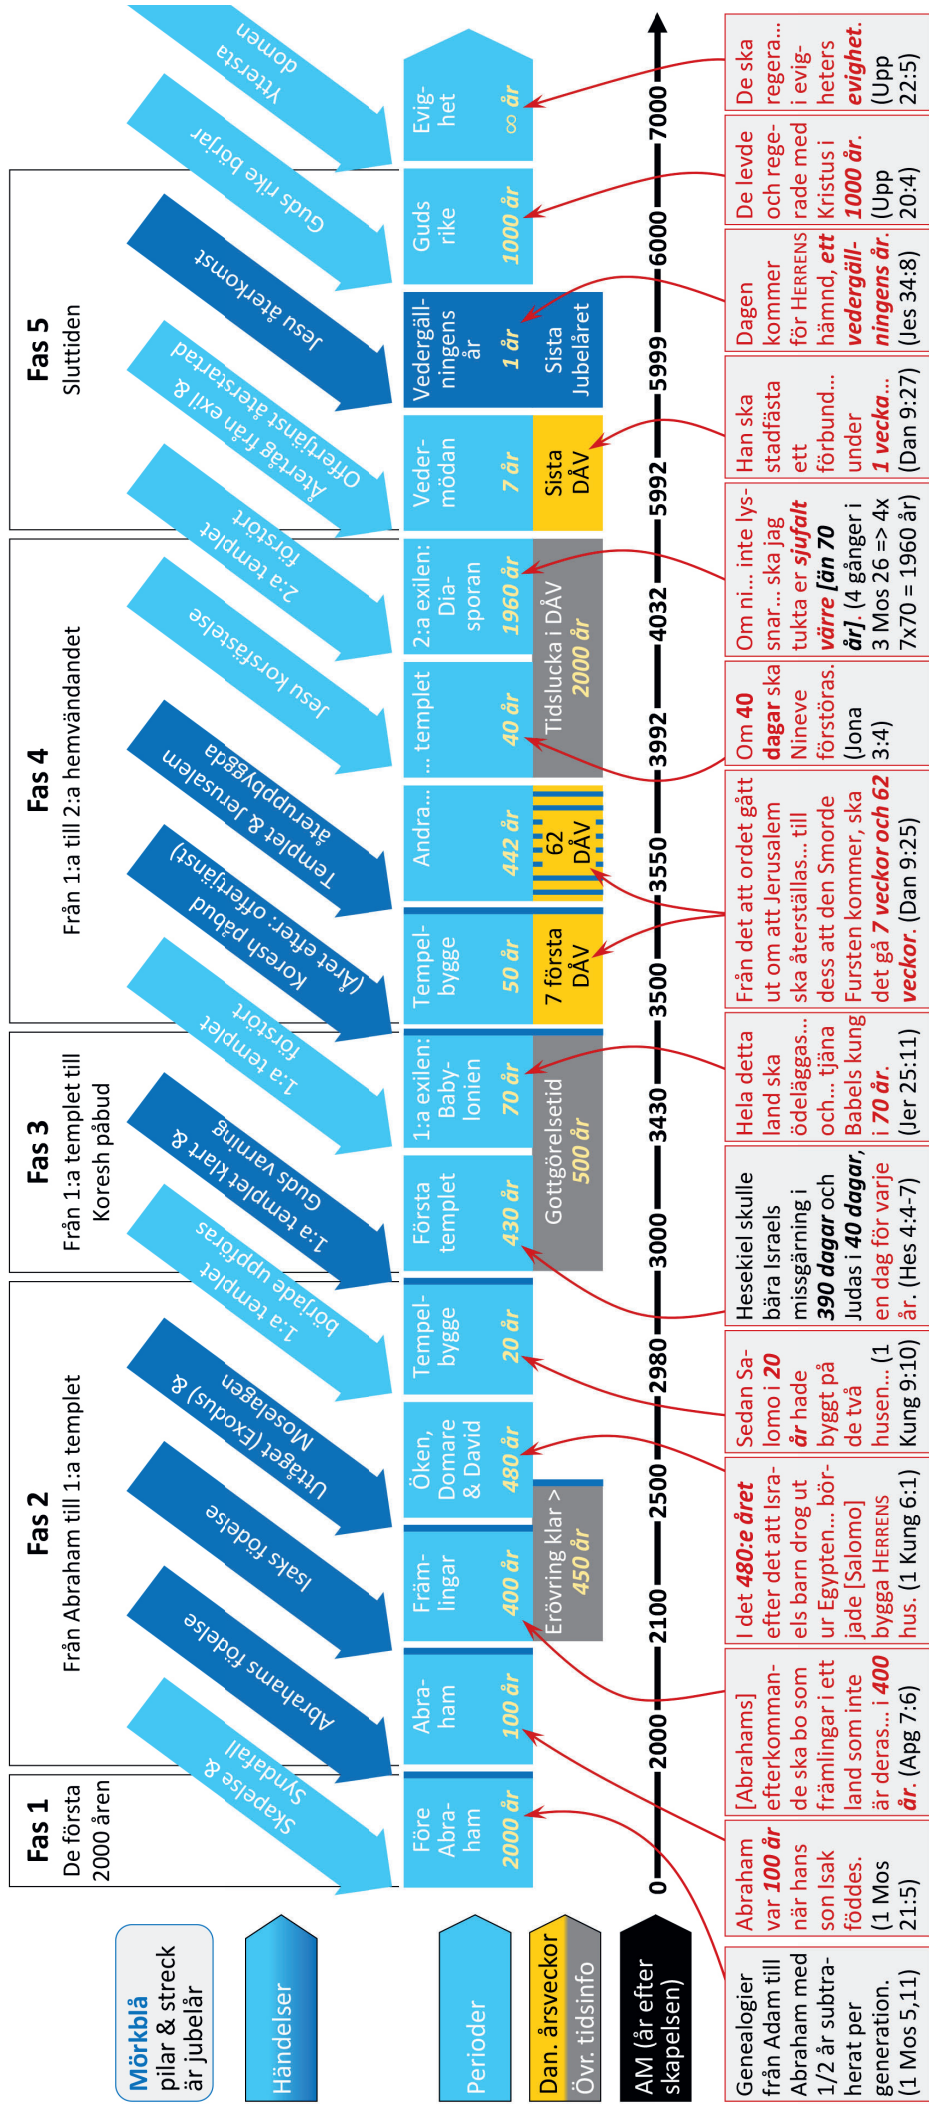 Fas 1
De första
2000 åren
Fas 2
Från Abraham till 1:a templet
Fas 3
Från 1:a templet till
Koresh påbud
Fas 4
Från 1:a till 2:a hemvändandet
Fas 5
Sluttiden
Mörkblå
pilar & streck
är jubelår
Händelser
Skapelse &
Syndafall
Abrahams födelse
Isaks födelse
Uttåget (Exodus) &
Moselagen
1:a templet
började uppföras
1:a templet klart &
Guds varning
1:a templet
förstört
Koresh påbud
(Året efter: offertjänst)
Templet & Jerusalem
återuppbyggda
Jesu korsfästelse
2:a templet
förstört
Återtåg från exil &
Offertjänst återstartad
Jesu återkomst
Guds rike börjar
Yttersta
domen
Perioder
Före
Abra-
ham
2000 år
Abra-
ham
100 år
Främ-
lingar
400 år
Öken,
Domare
& David
480 år
Tempel-
bygge
20 år
Första
templet
430 år
1:a exilen:
Baby-
lonien
70 år
Tempel-
bygge
50 år
Andra...
442 år
... templet
40 år
2:a exilen:
Dia-
sporan
1960 år
Veder-
mödan
7 år
Vedergäll-
ningens
år
1 år
Sista
Jubelåret
Guds
rike
1000 år
Evig-
het
∞ år
Dan. årsveckor
Övr. tidsinfo
Erövring klar >
450 år
Gottgörelsetid
500 år
7 första
DÅV
62
DÅV
Tidslucka i DÅV
2000 år
Sista
DÅV
AM (år efter
skapelsen)
0 2000 2100 2500 2980 3000 3430 3500 3550 3992 4032 5992 5999 6000 7000
Genealogier
från Adam till
Abraham med
1/2 år subtra-
herat per
generation.
(1 Mos 5,11)
Abraham
var 100 år
när hans
son Isak
föddes.
(1 Mos
21:5)
[Abrahams]
efterkomman-
de ska bo som
främlingar i ett
land som inte
är deras... i 400
år. (Apg 7:6)
I det 480:e året
efter det att Isra-
els barn drog ut
ur Egypten... bör-
jade [Salomo]
bygga HERRENS
hus. (1 Kung 6:1)
Sedan Sa-
lomo i 20
år hade
byggt på
de två
husen... (1
Kung 9:10)
Hesekiel skulle
bära Israels
missgärning i
390 dagar och
Judas i 40 dagar,
en dag för varje
år. (Hes 4:4-7)
Hela detta
land ska
ödeläggas...
och... tjäna
Babels kung
i 70 år.
(Jer 25:11)
Från det att ordet gått
ut om att Jerusalem
ska återställas... till
dess att den Smorde
Fursten kommer, ska
det gå 7 veckor och 62
veckor. (Dan 9:25)
Om 40
dagar ska
Nineve
förstöras.
(Jona
3:4)
Om ni... inte lys-
snar... ska jag
tukta er sjufalt
värre [än 70
år]. (4 gånger i
3 Mos 26 => 4x
7x70 = 1960 år)
Han ska
stadfästa
ett
förbund...
under
1 vecka...
(Dan 9:27)
Dagen
kommer
för HERRENS
hämnd, ett
vedergäll-
ningens år.
(Jes 34:8)
De levde
och rege-
rade med
Kristus i
1000 år.
(Upp
20:4)
De ska
regera...
i evig-
heters
evighet.
(Upp
22:5)